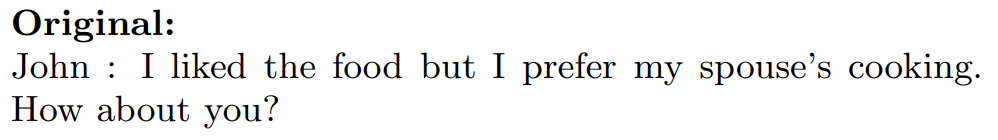 Original:
John : I liked the food but I prefer my spouse's cooking.
How about you?